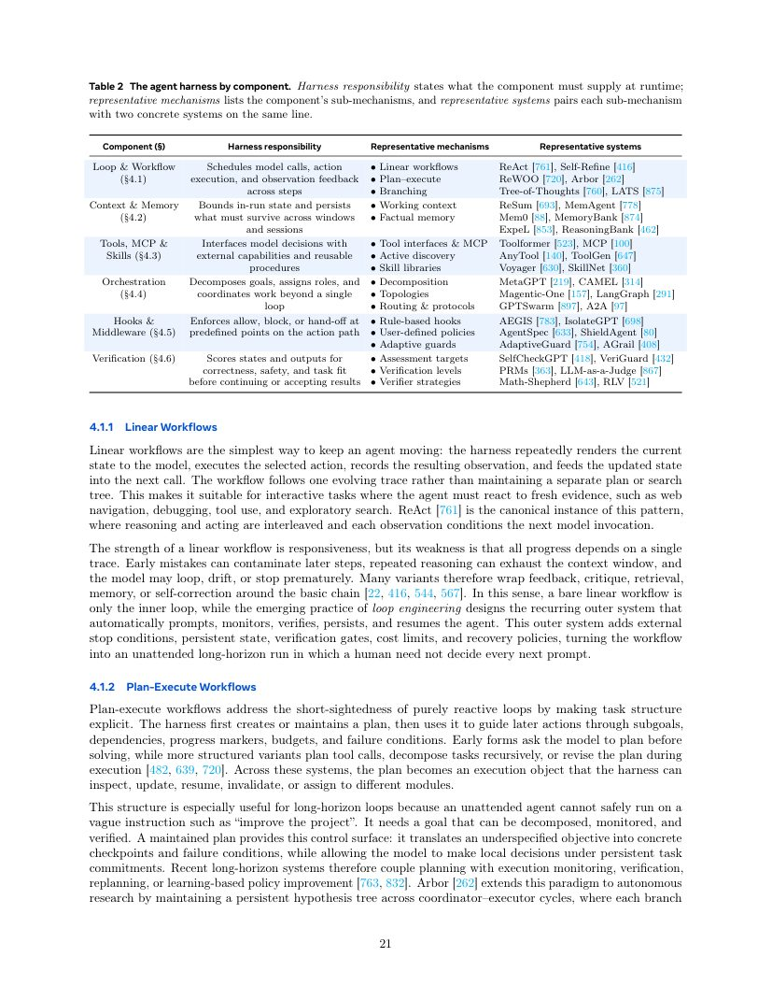 Table 2 The agent harness by component. Harness responsibility states what the component must supply at runtime;
representative mechanisms lists the component's sub-mechanisms, and representative systems pairs each sub-mechanism
with two concrete systems on the same line.
Component (§) Harness responsibility Representative mechanisms Representative systems
Loop & Workflow Schedules model calls, action • Linear workflows ReAct [761], Self-Refine [416]
(§4.1) execution, and observation feedback • Plan–execute ReWOO [720], Arbor [262]
across steps • Branching Tree-of-Thoughts [760], LATS [875]
Context & Memory Bounds in-run state and persists • Working context ReSum [693], MemAgent [778]
(§4.2) what must survive across windows • Factual memory Mem0 [88], MemoryBank [874]
and sessions ExpeL [853], ReasoningBank [462]
Tools, MCP & Interfaces model decisions with • Tool interfaces & MCP Toolformer [523], MCP [100]
Skills (§4.3) external capabilities and reusable • Active discovery AnyTool [140], ToolGen [647]
procedures • Skill libraries Voyager [630], SkillNet [360]
Orchestration Decomposes goals, assigns roles, and • Decomposition MetaGPT [219], CAMEL [314]
(§4.4) coordinates work beyond a single • Topologies Magentic-One [157], LangGraph [291]
loop • Routing & protocols GPTSwarm [897], A2A [97]
Hooks & Enforces allow, block, or hand-off at • Rule-based hooks AEGIS [783], IsolateGPT [698]
Middleware (§4.5) predefined points on the action path • User-defined policies AgentSpec [633], ShieldAgent [80]
• Adaptive guards AdaptiveGuard [754], AGrail [408]
Verification (§4.6) Scores states and outputs for • Assessment targets SelfCheckGPT [418], VeriGuard [432]
correctness, safety, and task fit • Verification levels PRMs [363], LLM-as-a-Judge [867]
before continuing or accepting results • Verifier strategies Math-Shepherd [643], RLV [521]
4.1.1 Linear Workflows
Linear workflows are the simplest way to keep an agent moving: the harness repeatedly renders the current
state to the model, executes the selected action, records the resulting observation, and feeds the updated state
into the next call. The workflow follows one evolving trace rather than maintaining a separate plan or search
tree. This makes it suitable for interactive tasks where the agent must react to fresh evidence, such as web
navigation, debugging, tool use, and exploratory search. ReAct [761] is the canonical instance of this pattern,
where reasoning and acting are interleaved and each observation conditions the next model invocation.
The strength of a linear workflow is responsiveness, but its weakness is that all progress depends on a single
trace. Early mistakes can contaminate later steps, repeated reasoning can exhaust the context window, and
the model may loop, drift, or stop prematurely. Many variants therefore wrap feedback, critique, retrieval,
memory, or self-correction around the basic chain [22, 416, 544, 567]. In this sense, a bare linear workflow is
only the inner loop, while the emerging practice of loop engineering designs the recurring outer system that
automatically prompts, monitors, verifies, persists, and resumes the agent. This outer system adds external
stop conditions, persistent state, verification gates, cost limits, and recovery policies, turning the workflow
into an unattended long-horizon run in which a human need not decide every next prompt.
4.1.2 Plan-Execute Workflows
Plan-execute workflows address the short-sightedness of purely reactive loops by making task structure
explicit. The harness first creates or maintains a plan, then uses it to guide later actions through subgoals,
dependencies, progress markers, budgets, and failure conditions. Early forms ask the model to plan before
solving, while more structured variants plan tool calls, decompose tasks recursively, or revise the plan during
execution [482, 639, 720]. Across these systems, the plan becomes an execution object that the harness can
inspect, update, resume, invalidate, or assign to different modules.
This structure is especially useful for long-horizon loops because an unattended agent cannot safely run on a
vague instruction such as “improve the project”. It needs a goal that can be decomposed, monitored, and
verified. A maintained plan provides this control surface: it translates an underspecified objective into concrete
checkpoints and failure conditions, while allowing the model to make local decisions under persistent task
commitments. Recent long-horizon systems therefore couple planning with execution monitoring, verification,
replanning, or learning-based policy improvement [763, 832]. Arbor [262] extends this paradigm to autonomous
research by maintaining a persistent hypothesis tree across coordinator–executor cycles, where each branch
21